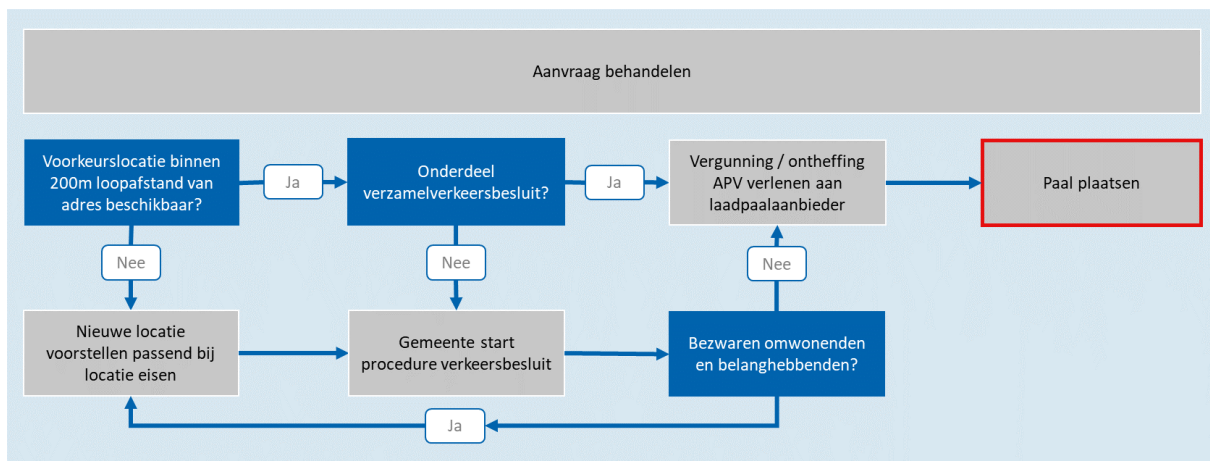 Aanvraag behandelen
Voorkeurslocatie binnen
200m loopafstand van
adres beschikbaar?
Ja
Onderdeel
verzamelverkeersbesluit?
Ja
Vergunning / ontheffing
APV verlenen aan
laadpaalaanbieder
Paal plaatsen
Nee
Nee
Nee
Nieuwe locatie
voorstellen passend bij
locatie eisen
Gemeente start
procedure verkeersbesluit
Bezwaren omwonenden
en belanghebbenden?
Ja